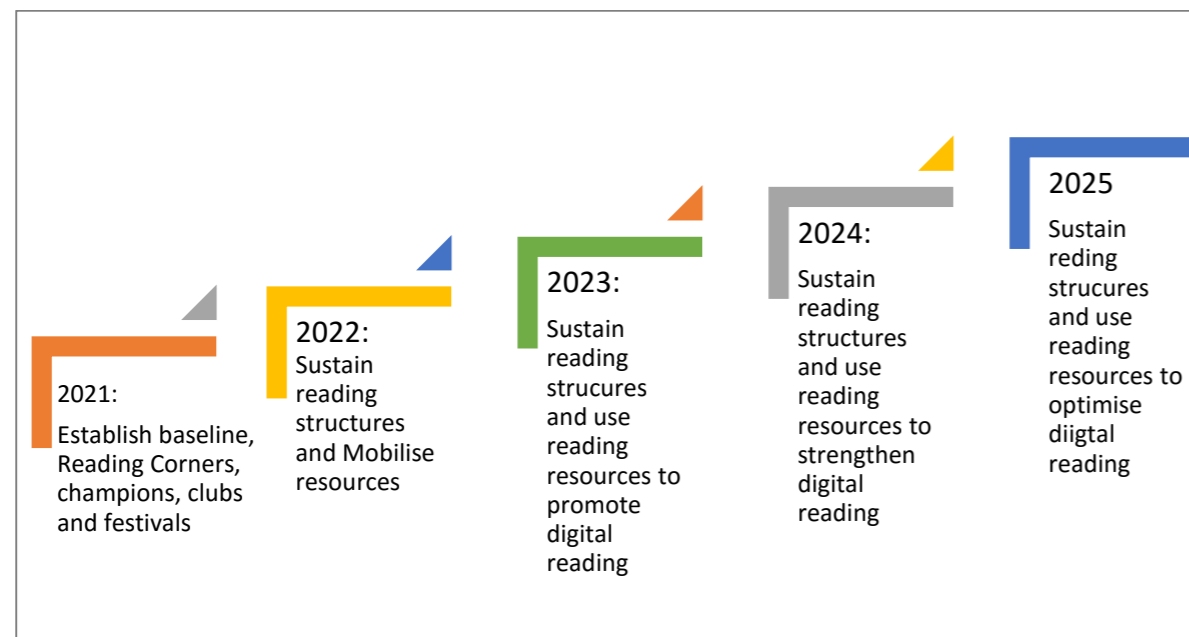 2021:
Establish baseline,
Reading Corners,
champions, clubs
and festivals
2022:
Sustain
reading
structures
and Mobilise
resources
2023:
Sustain
reading
strucures
and use
reading
resources to
promote
digital
reading
2024:
Sustain
reading
structures
and use
reading
resources to
strengthen
digital
reading
2025
Sustain
reding
strucures
and use
reading
resources to
optimise
diigtal
reading